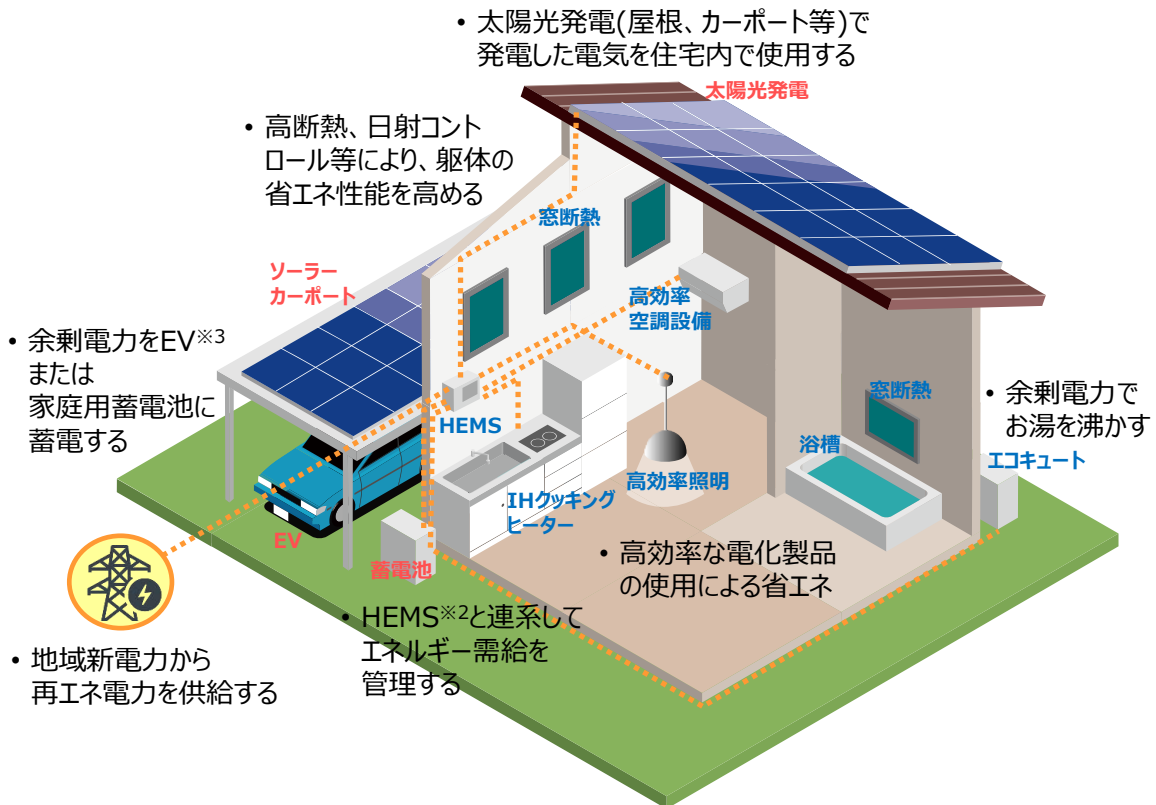 • 太陽光発電(屋根、カーポート等)で
発電した電気を住宅内で使用する
太陽光発電
• 高断熱、日射コント
ロール等により、躯体の
省エネ性能を高める
窓断熱
ソーラー
カーポート
高効率
空調設備
• 余剰電力をEV※3
または
家庭用蓄電池に
蓄電する
HEMS
窓断熱
• 余剰電力で
お湯を沸かす
エコキュート
浴槽
高効率照明
IHクッキング
ヒーター
EV
蓄電池
• 高効率な電化製品
の使用による省エネ
• HEMS※2と連系して
エネルギー需給を
管理する
• 地域新電力から
再エネ電力を供給する